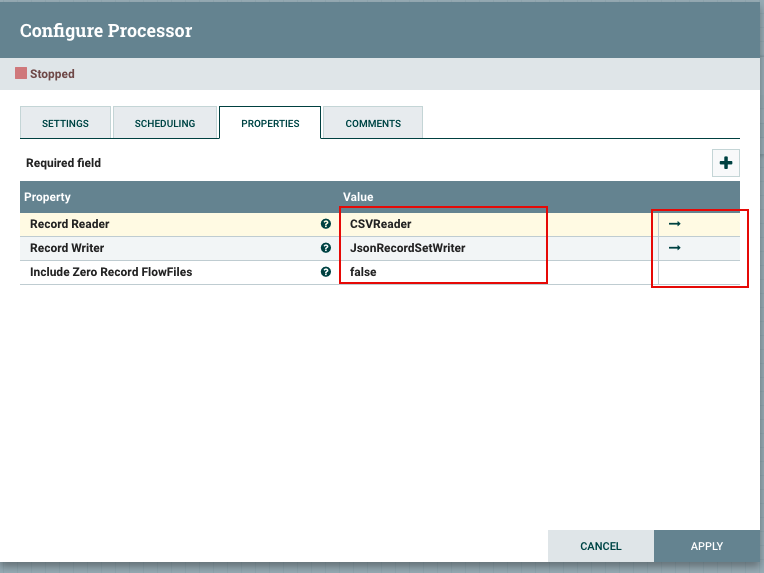 Configure Processor
Stopped
SETTINGS SCHEDULING PROPERTIES COMMENTS
Required field
Property Value
Record Reader CSVReader
Record Writer JsonRecordSetWriter
Include Zero Record FlowFiles false
CANCEL APPLY